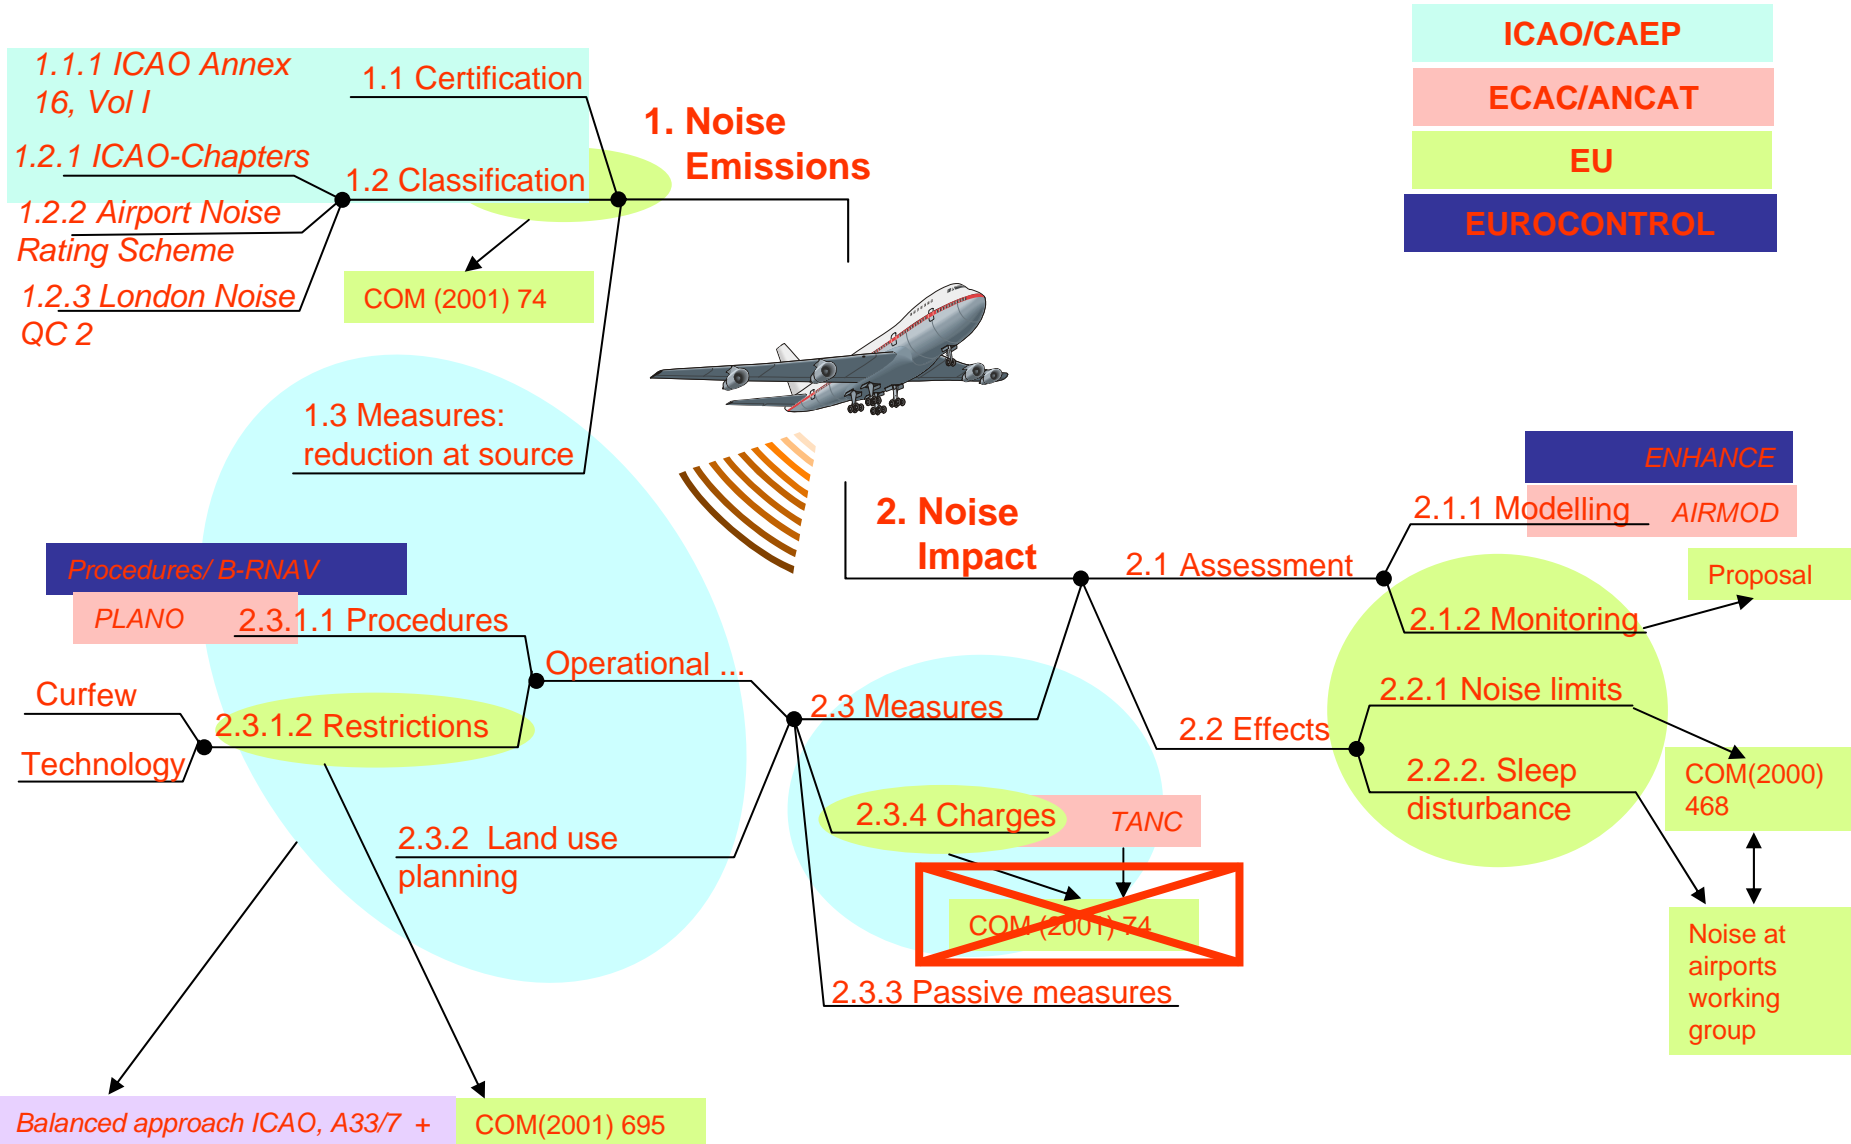 ICAO/CAEP
ECAC/ANCAT
EU
EUROCONTROL
1.1.1 ICAO Annex
16, Vol I
1.1 Certification
1. Noise
Emissions
1.2.1 ICAO-Chapters
1.2 Classification
1.2.2 Airport Noise
Rating Scheme
1.2.3 London Noise
QC 2
COM (2001) 74
1.3 Measures:
reduction at source
2. Noise
Impact
ENHANCE
2.1.1 Modelling
AIRMOD
2.1 Assessment
Proposal
2.1.2 Monitoring
Procedures/ B-RNAV
PLANO
2.3.1.1 Procedures
Operational ...
Curfew
2.3.1.2 Restrictions
Technology
2.3 Measures
2.2 Effects
2.2.1 Noise limits
2.2.2. Sleep
disturbance
COM(2000)
468
2.3.4 Charges
TANC
2.3.2 Land use
planning
COM (2001) 74
2.3.3 Passive measures
Noise at
airports
working
group
Balanced approach ICAO, A33/7 +
COM(2001) 695